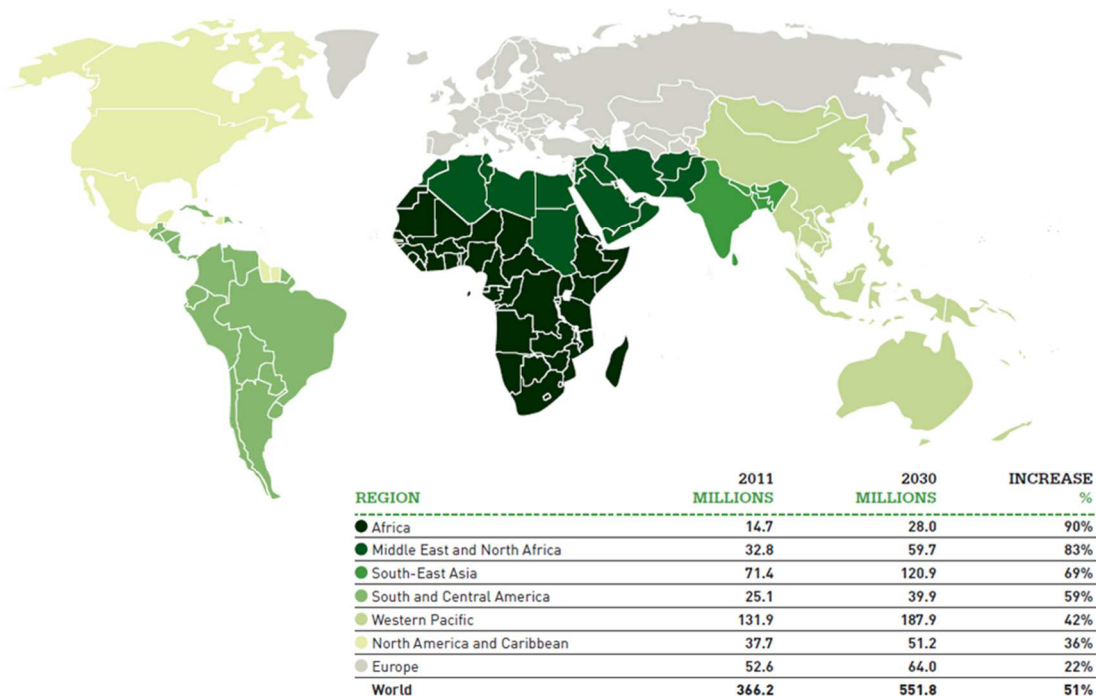 2011 2030 INCREASE
REGION MILLIONS MILLIONS %
Africa 14.7 28.0 90%
Middle East and North Africa 32.8 59.7 83%
South-East Asia 71.4 120.9 69%
South and Central America 25.1 39.9 59%
Western Pacific 131.9 187.9 42%
North America and Caribbean 37.7 51.2 36%
Europe 52.6 64.0 22%
World 366.2 551.8 51%